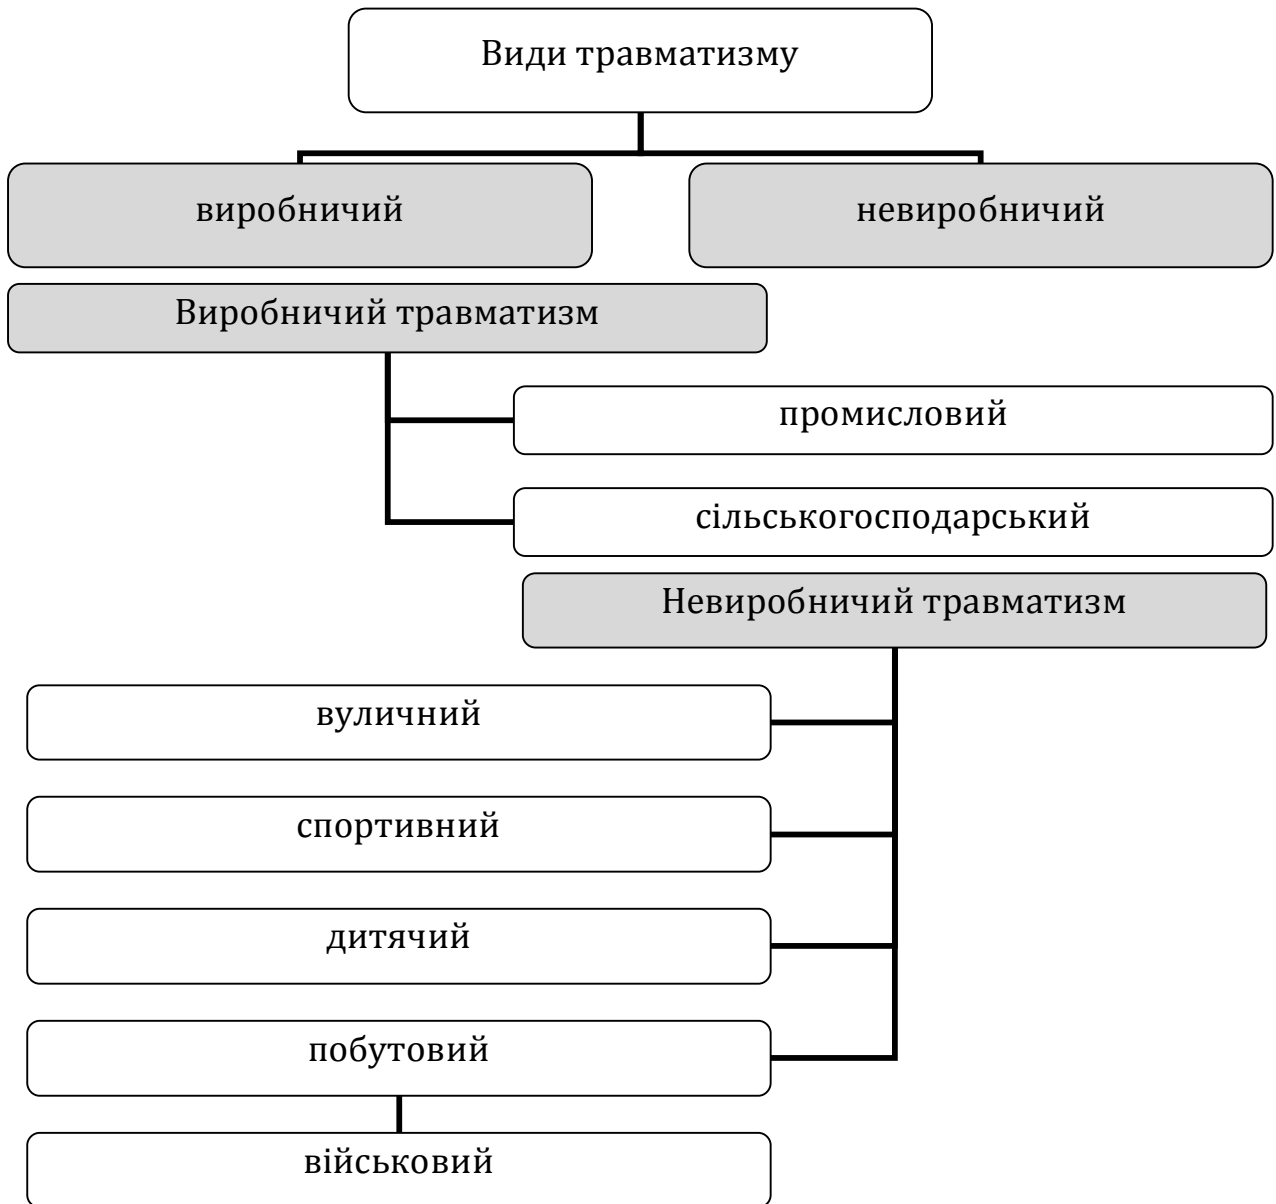 Види травматизму
виробничий
невиробничий
Виробничий травматизм
промисловий
сільськогосподарський
Невиробничий травматизм
вуличний
спортивний
дитячий
побутовий
військовий